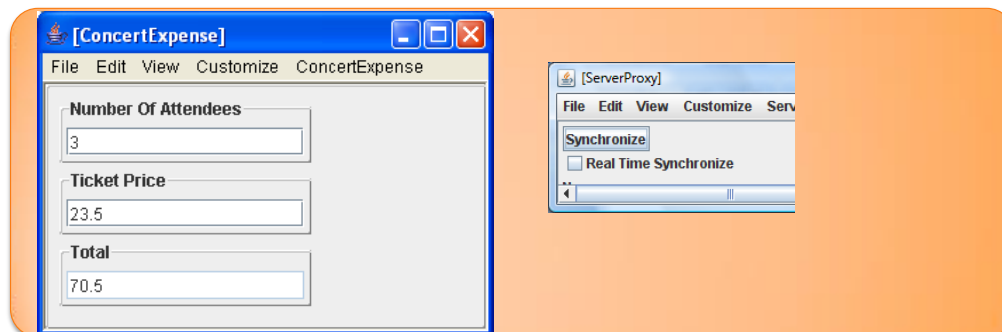 [ConcertExpense]
File Edit View Customize ConcertExpense
Number Of Attendees
3
Ticket Price
23.5
Total
70.5
[ServerProxy]
File Edit View Customize
Synchronize
Real Time Synchronize